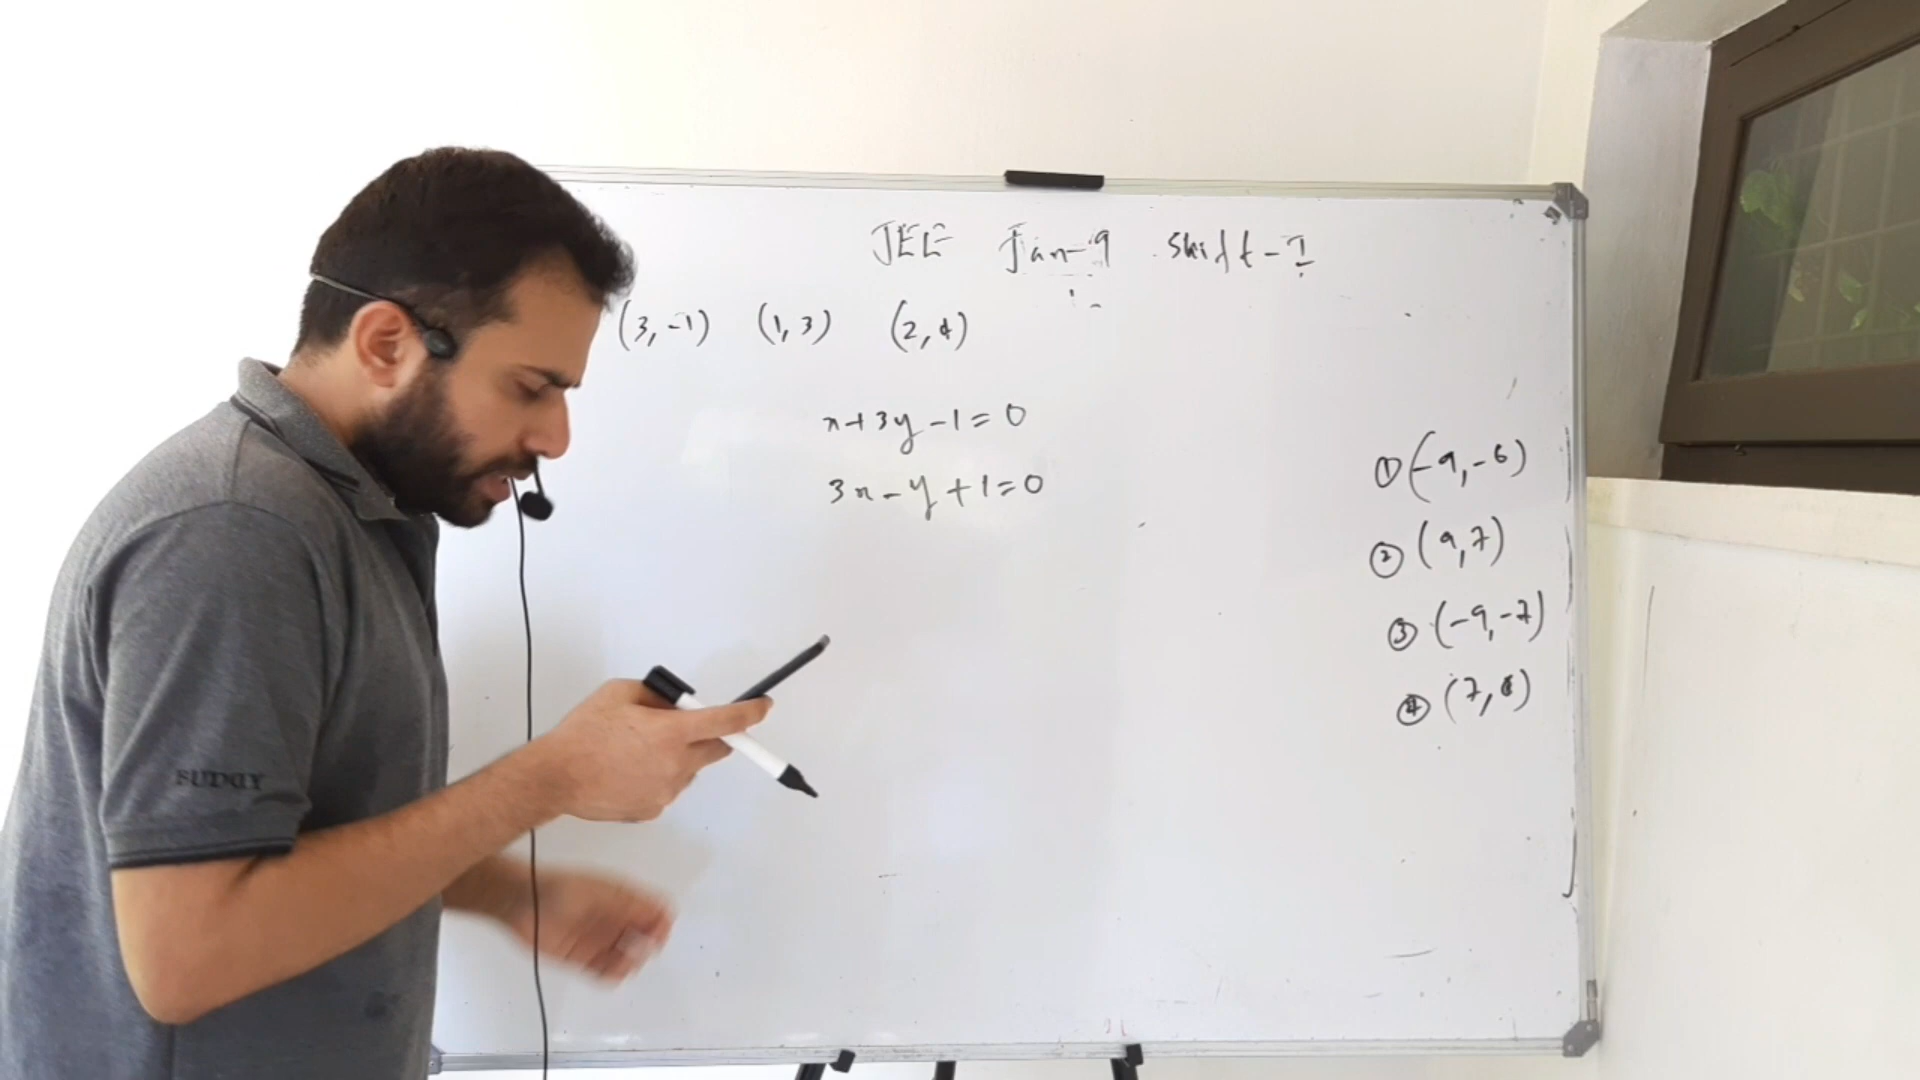 JEE Jan-9 Shift-I
(3,-1) (1,3) (2,4)
x+3y-1=0
3x-y+1=0
① (-9,-6)
② (9,7)
③ (-9,-7)
④ (7,6)